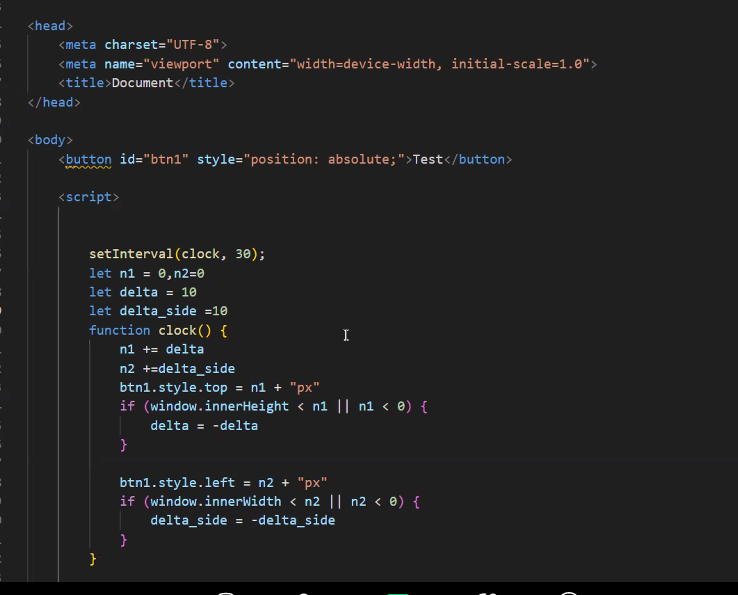 <head>
<meta charset="UTF-8">
<meta name="viewport" content="width=device-width, initial-scale=1.0">
<title>Document</title>
</head>
<body>
<button id="btn1" style="position: absolute;">Test</button>
<script>
setInterval(clock, 30);
let n1 = 0,n2=0
let delta = 10
let delta_side =10
function clock() {
n1 += delta
n2 +=delta_side
btn1.style.top = n1 + "px"
if (window.innerHeight < n1 || n1 < 0) {
delta = -delta
}
btn1.style.left = n2 + "px"
if (window.innerWidth < n2 || n2 < 0) {
delta_side = -delta_side
}
}